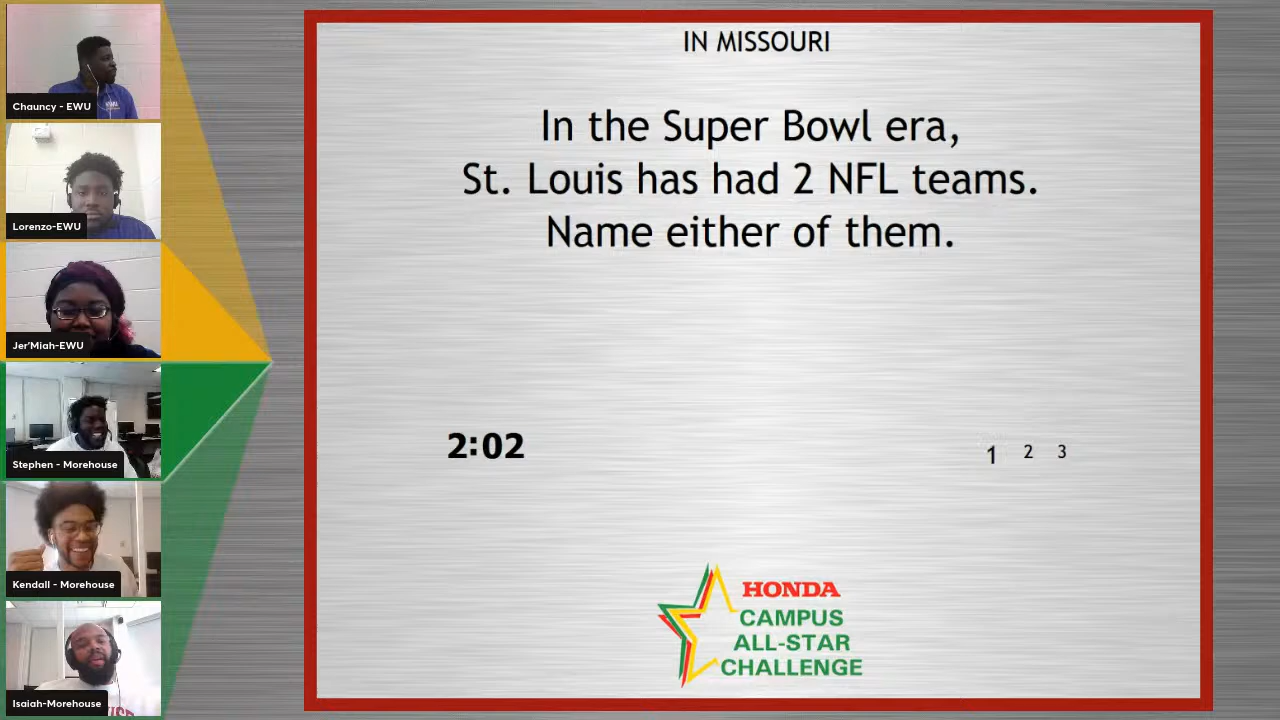 Chauncy - EWU
Lorenzo-EWU
Jer'Miah-EWU
Stephen - Morehouse
Kendall - Morehouse
Isaiah-Morehouse
IN MISSOURI
In the Super Bowl era,
St. Louis has had 2 NFL teams.
Name either of them.
2:02
1 2 3
HONDA
CAMPUS
ALL-STAR
CHALLENGE